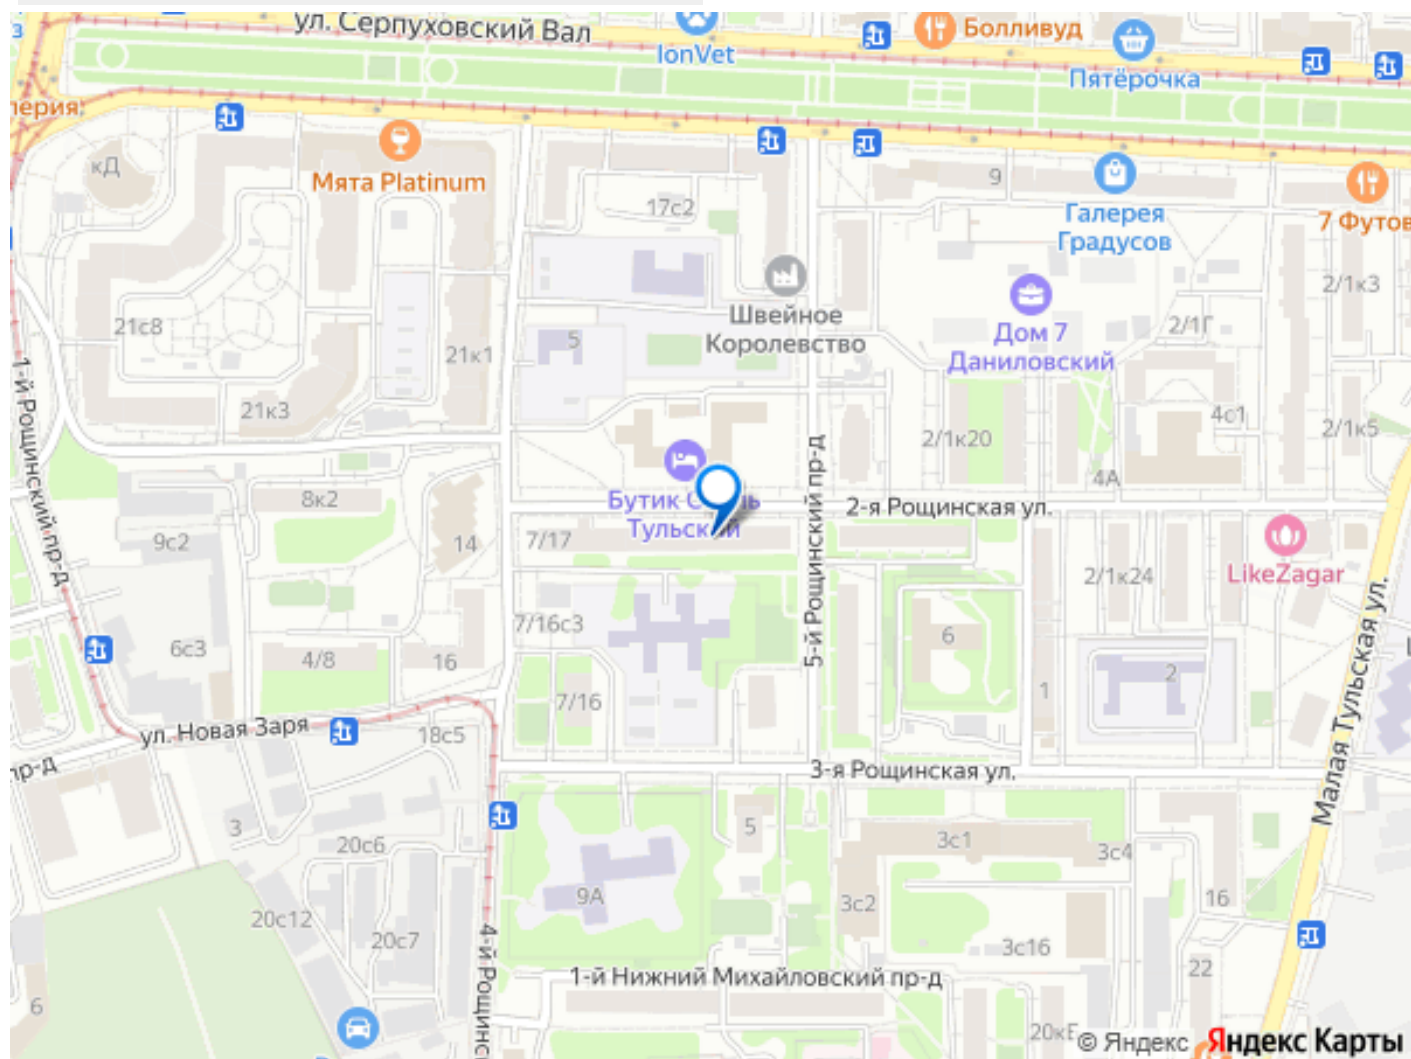 ул. Серпуховский Вал
IonVet
Болливуд
Пятёрочка
3
кД
Мята Platinum
17с2
9
Галерея
Градусов
7 Футов
2/1к3
21с8
21к1
5
Швейное
Королевство
Дом 7
Даниловский
2/1Г
21к3
2/1к20
4с1
2/1к5
4А
1-й Рощинский пр-д
8к2
9с2
14
Тульский
7/17
5-й Рощинский пр-д
2-я Рощинская ул.
LikeZagar
2/1к24
7/16с3
6с3
4/8
16
7/16
6
1
2
Малая Тульская ул.
ул. Новая Заря
18с5
пр-д
3-я Рощинская ул.
3
20с6
5
3с1
3с4
9А
3с2
16
20с12
20с7
3с16
22
4-й Рощинс
1-й Нижний Михайловский пр-д
6
© Яндекс Яндекс Карты